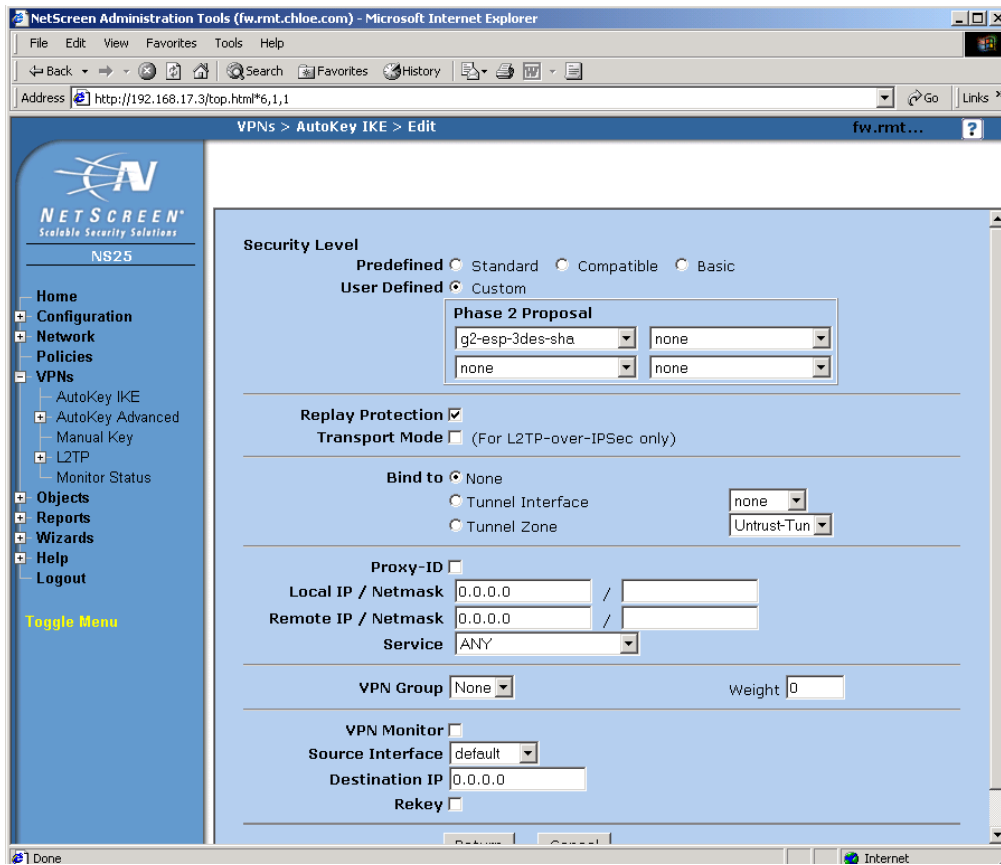 NetScreen Administration Tools (fw.rmt.chloe.com) - Microsoft Internet Explorer
File Edit View Favorites Tools Help
Back Search Favorites History
Address http://192.168.17.3/top.html*6,1,1 Go Links »
VPNs > AutoKey IKE > Edit fw.rmt... ?
N
NETSCREEN®
Scalable Security Solutions
NS25
Home
Configuration
Network
Policies
VPNs
AutoKey IKE
AutoKey Advanced
Manual Key
L2TP
Monitor Status
Objects
Reports
Wizards
Help
Logout
Toggle Menu
Security Level
Predefined Standard Compatible Basic
User Defined Custom
Phase 2 Proposal
g2-esp-3des-sha none
none none
Replay Protection
Transport Mode (For L2TP-over-IPSec only)
Bind to None
Tunnel Interface none
Tunnel Zone Untrust-Tun
Proxy-ID
Local IP / Netmask 0.0.0.0 /
Remote IP / Netmask 0.0.0.0 /
Service ANY
VPN Group None Weight 0
VPN Monitor
Source Interface default
Destination IP 0.0.0.0
Rekey
Return Cancel
Done Internet